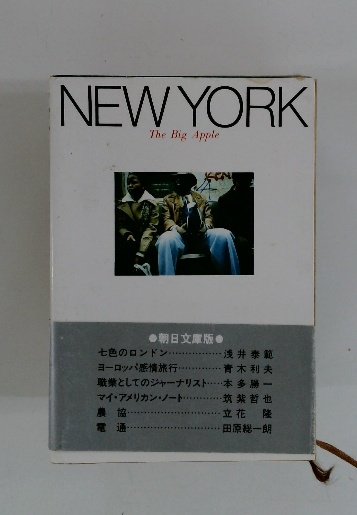 NEW YORK
The Big Apple
●朝日文庫版●
七色のロンドン……………浅井泰範
ヨーロッパ感情旅行…………青木利夫
職業としてのジャーナリスト……本多勝一
マイ・アメリカン・ノート…………筑紫哲也
農協………………………立花隆
電通………………………田原総一朗